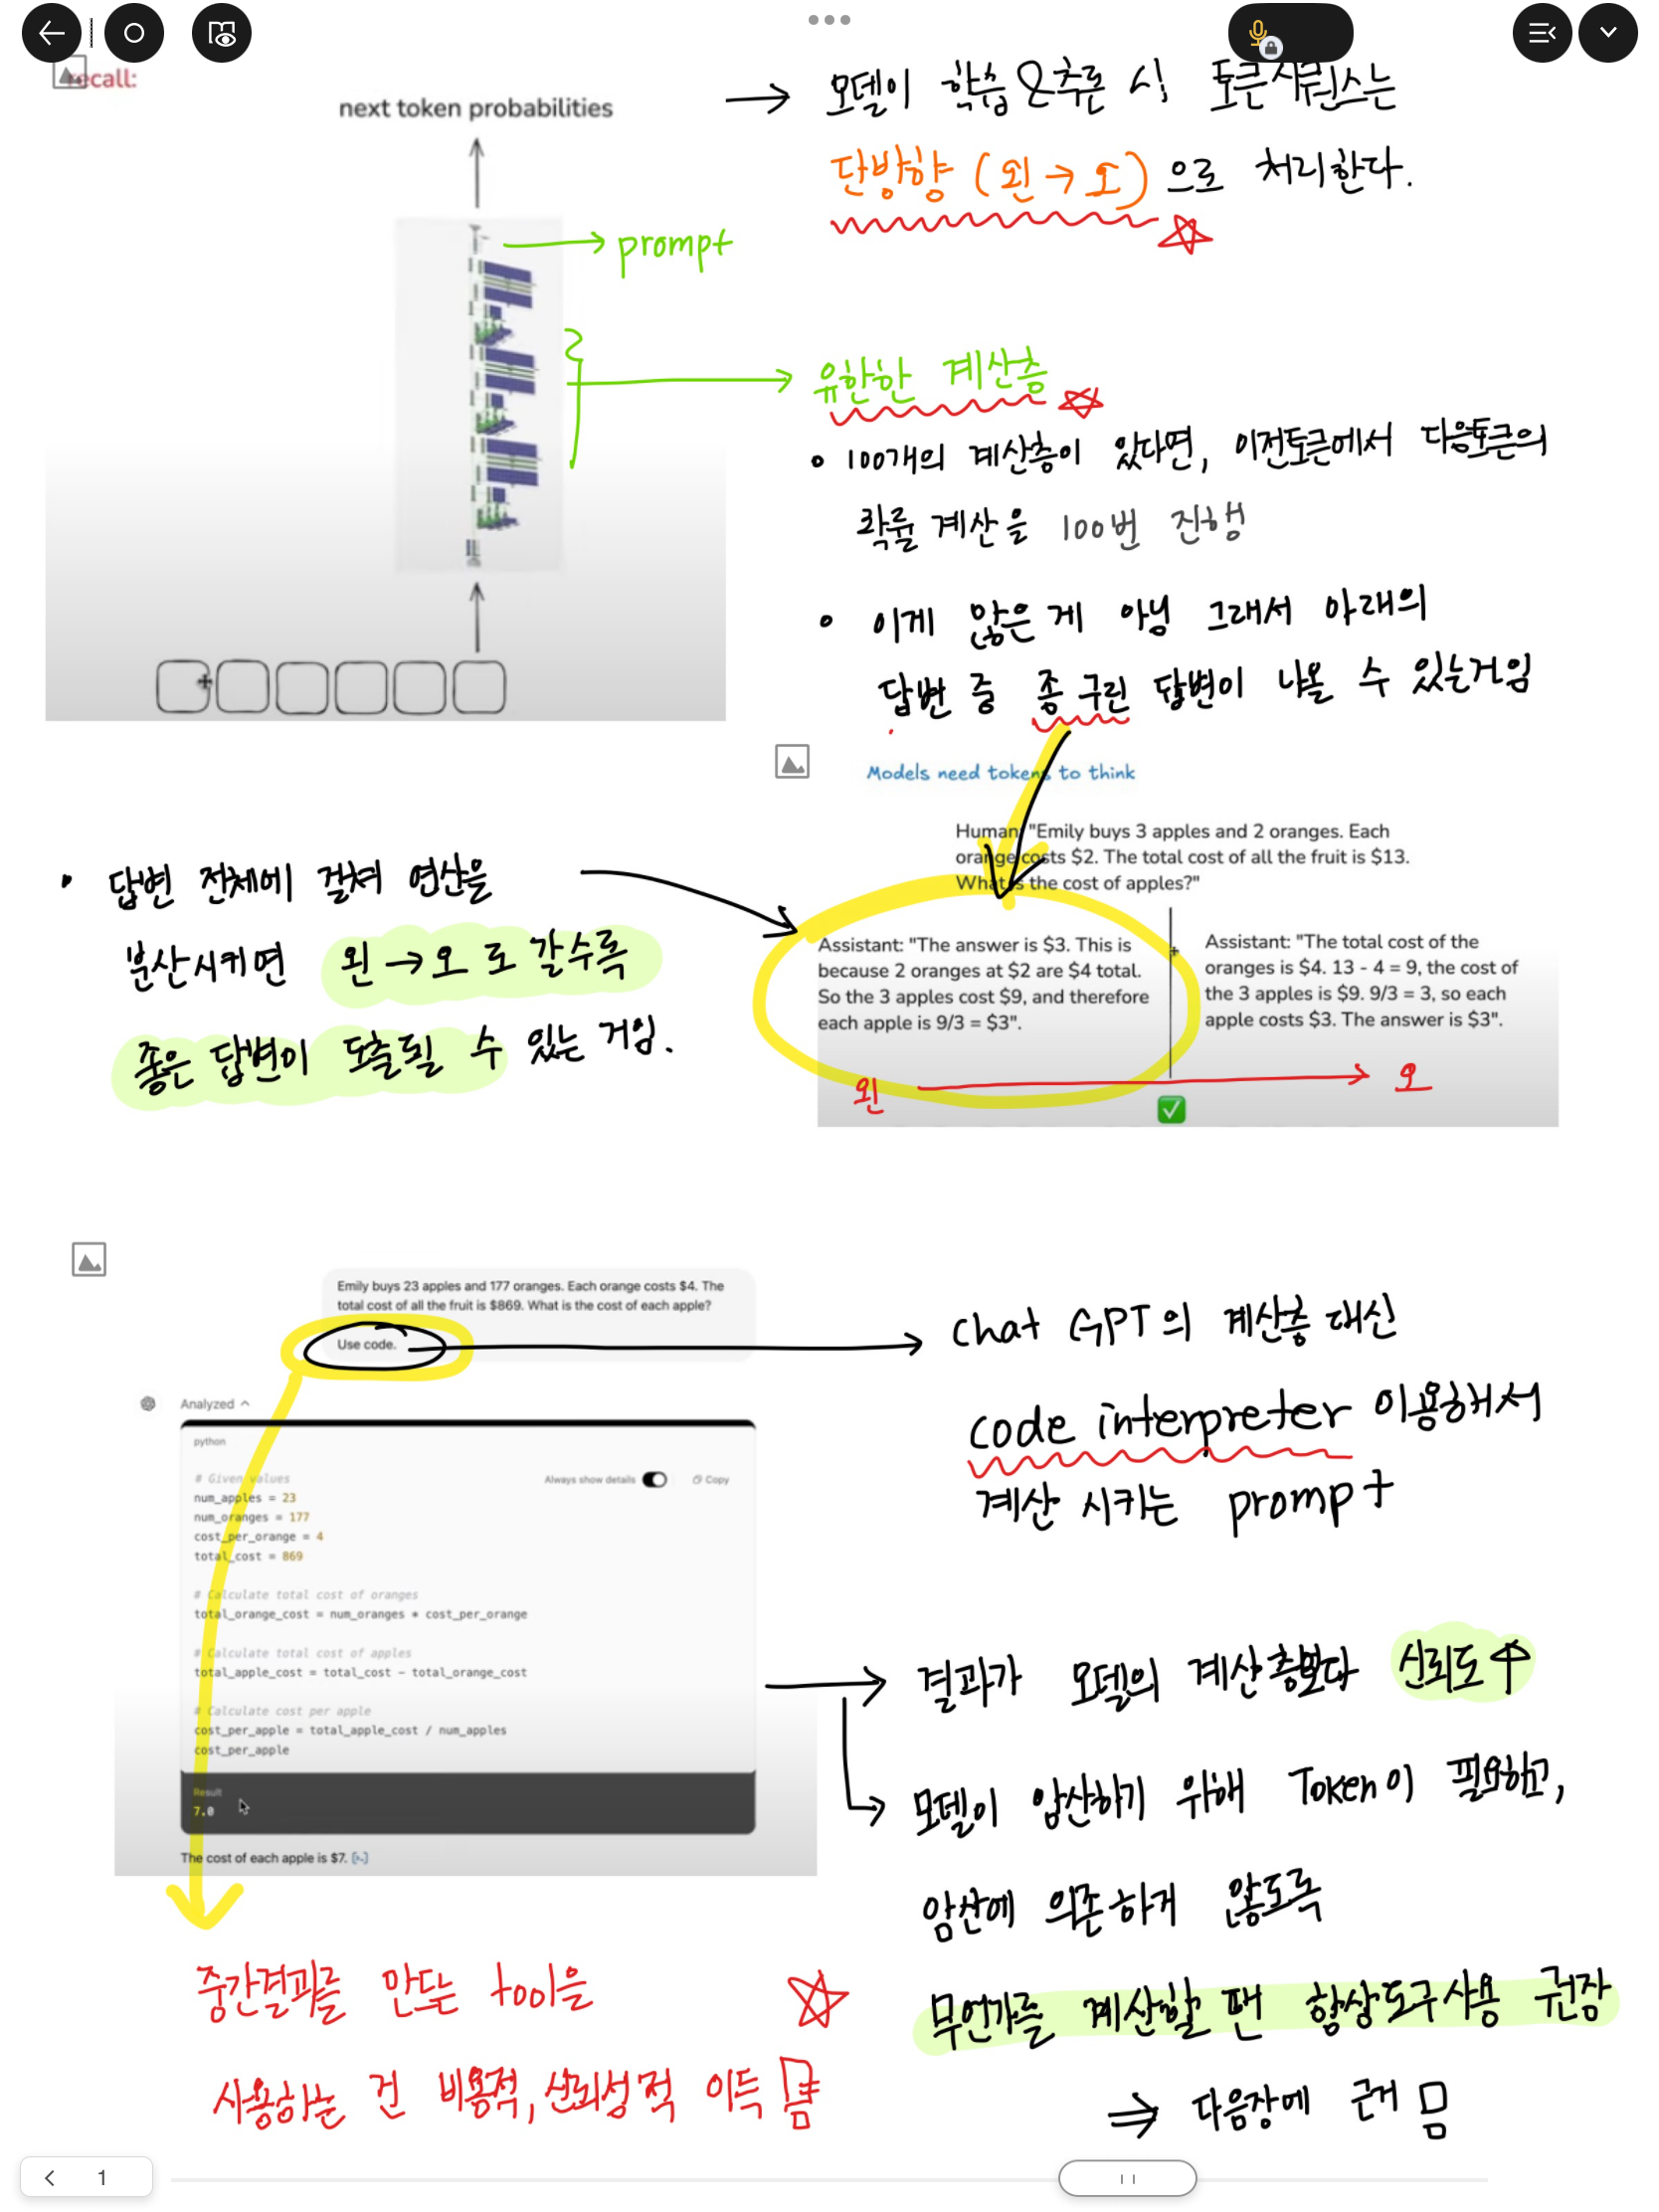 recall:
next token probabilities
→ 모델이 학습 & 추론 시 토큰 시퀀스는
단방향 (왼 → 오) 으로 처리한다.
→ prompt
→ 유한한 계산층
• 100개의 계산층이 있다면, 이전토큰에서 다음토큰의
확률 계산을 100번 진행
• 이게 많은 게 아님 그래서 아래의
답변 중 좀 구린 답변이 나올 수 있는거임
Models need tokens to think
Human: "Emily buys 3 apples and 2 oranges. Each
orange costs $2. The total cost of all the fruit is $13.
What is the cost of apples?"
• 답변 전체에 걸쳐 연산을
분산시키면 왼 → 오 로 갈수록
좋은 답변이 도출될 수 있는 거임.
Assistant: "The answer is $3. This is
because 2 oranges at $2 are $4 total.
So the 3 apples cost $9, and therefore
each apple is 9/3 = $3".
Assistant: "The total cost of the
oranges is $4. 13 - 4 = 9, the cost of
the 3 apples is $9. 9/3 = 3, so each
apple costs $3. The answer is $3".
왼 → 오
Emily buys 23 apples and 177 oranges. Each orange costs $4. The
total cost of all the fruit is $869. What is the cost of each apple?
Use code.
→ Chat GPT의 계산층 대신
code interpreter 이용해서
계산 시키는 prompt
Analyzed
python
Always show details
Copy
# Given values
num_apples = 23
num_oranges = 177
cost_per_orange = 4
total_cost = 869
# Calculate total cost of oranges
total_orange_cost = num_oranges * cost_per_orange
# Calculate total cost of apples
total_apple_cost = total_cost - total_orange_cost
# Calculate cost per apple
cost_per_apple = total_apple_cost / num_apples
cost_per_apple
Result
7.0
The cost of each apple is $7. [>-]
→ 결과가 모델의 계산층보다 신뢰도 ↑
→ 모델이 암산하기 위해 Token이 필요하고,
암산에 의존하게 않도록
무언가를 계산할 땐 항상 도구 사용 권장
⇒ 다음장에 근거 있음
중간결과를 만드는 tool을
사용하는 건 비용적, 신뢰성적 이득
1